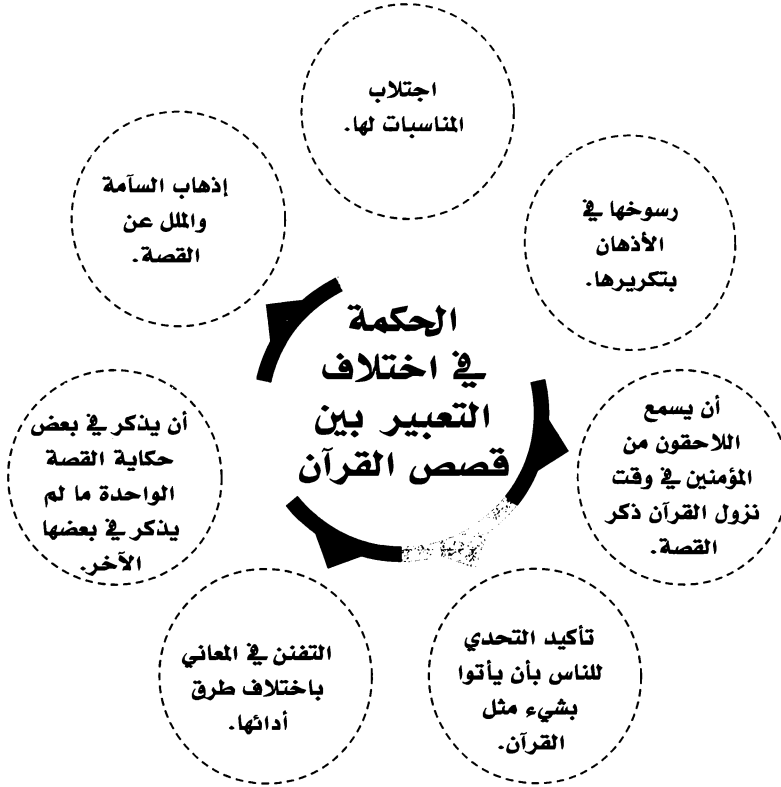 الحكمة
في اختلاف
التعبير بين
قصص القرآن
اجتلاب
المناسبات لها.
رسوخها في
الأذهان
بتكريرها.
أن يسمع
اللاحقون من
المؤمنين في وقت
نزول القرآن ذكر
القصة.
تأكيد التحدي
للناس بأن يأتوا
بشيء مثل
القرآن.
التفنن في المعاني
باختلاف طرق
أدائها.
أن يذكر في بعض
حكاية القصة
الواحدة ما لم
يذكر في بعضها
الآخر.
إذهاب السآمة
والملل عن
القصة.